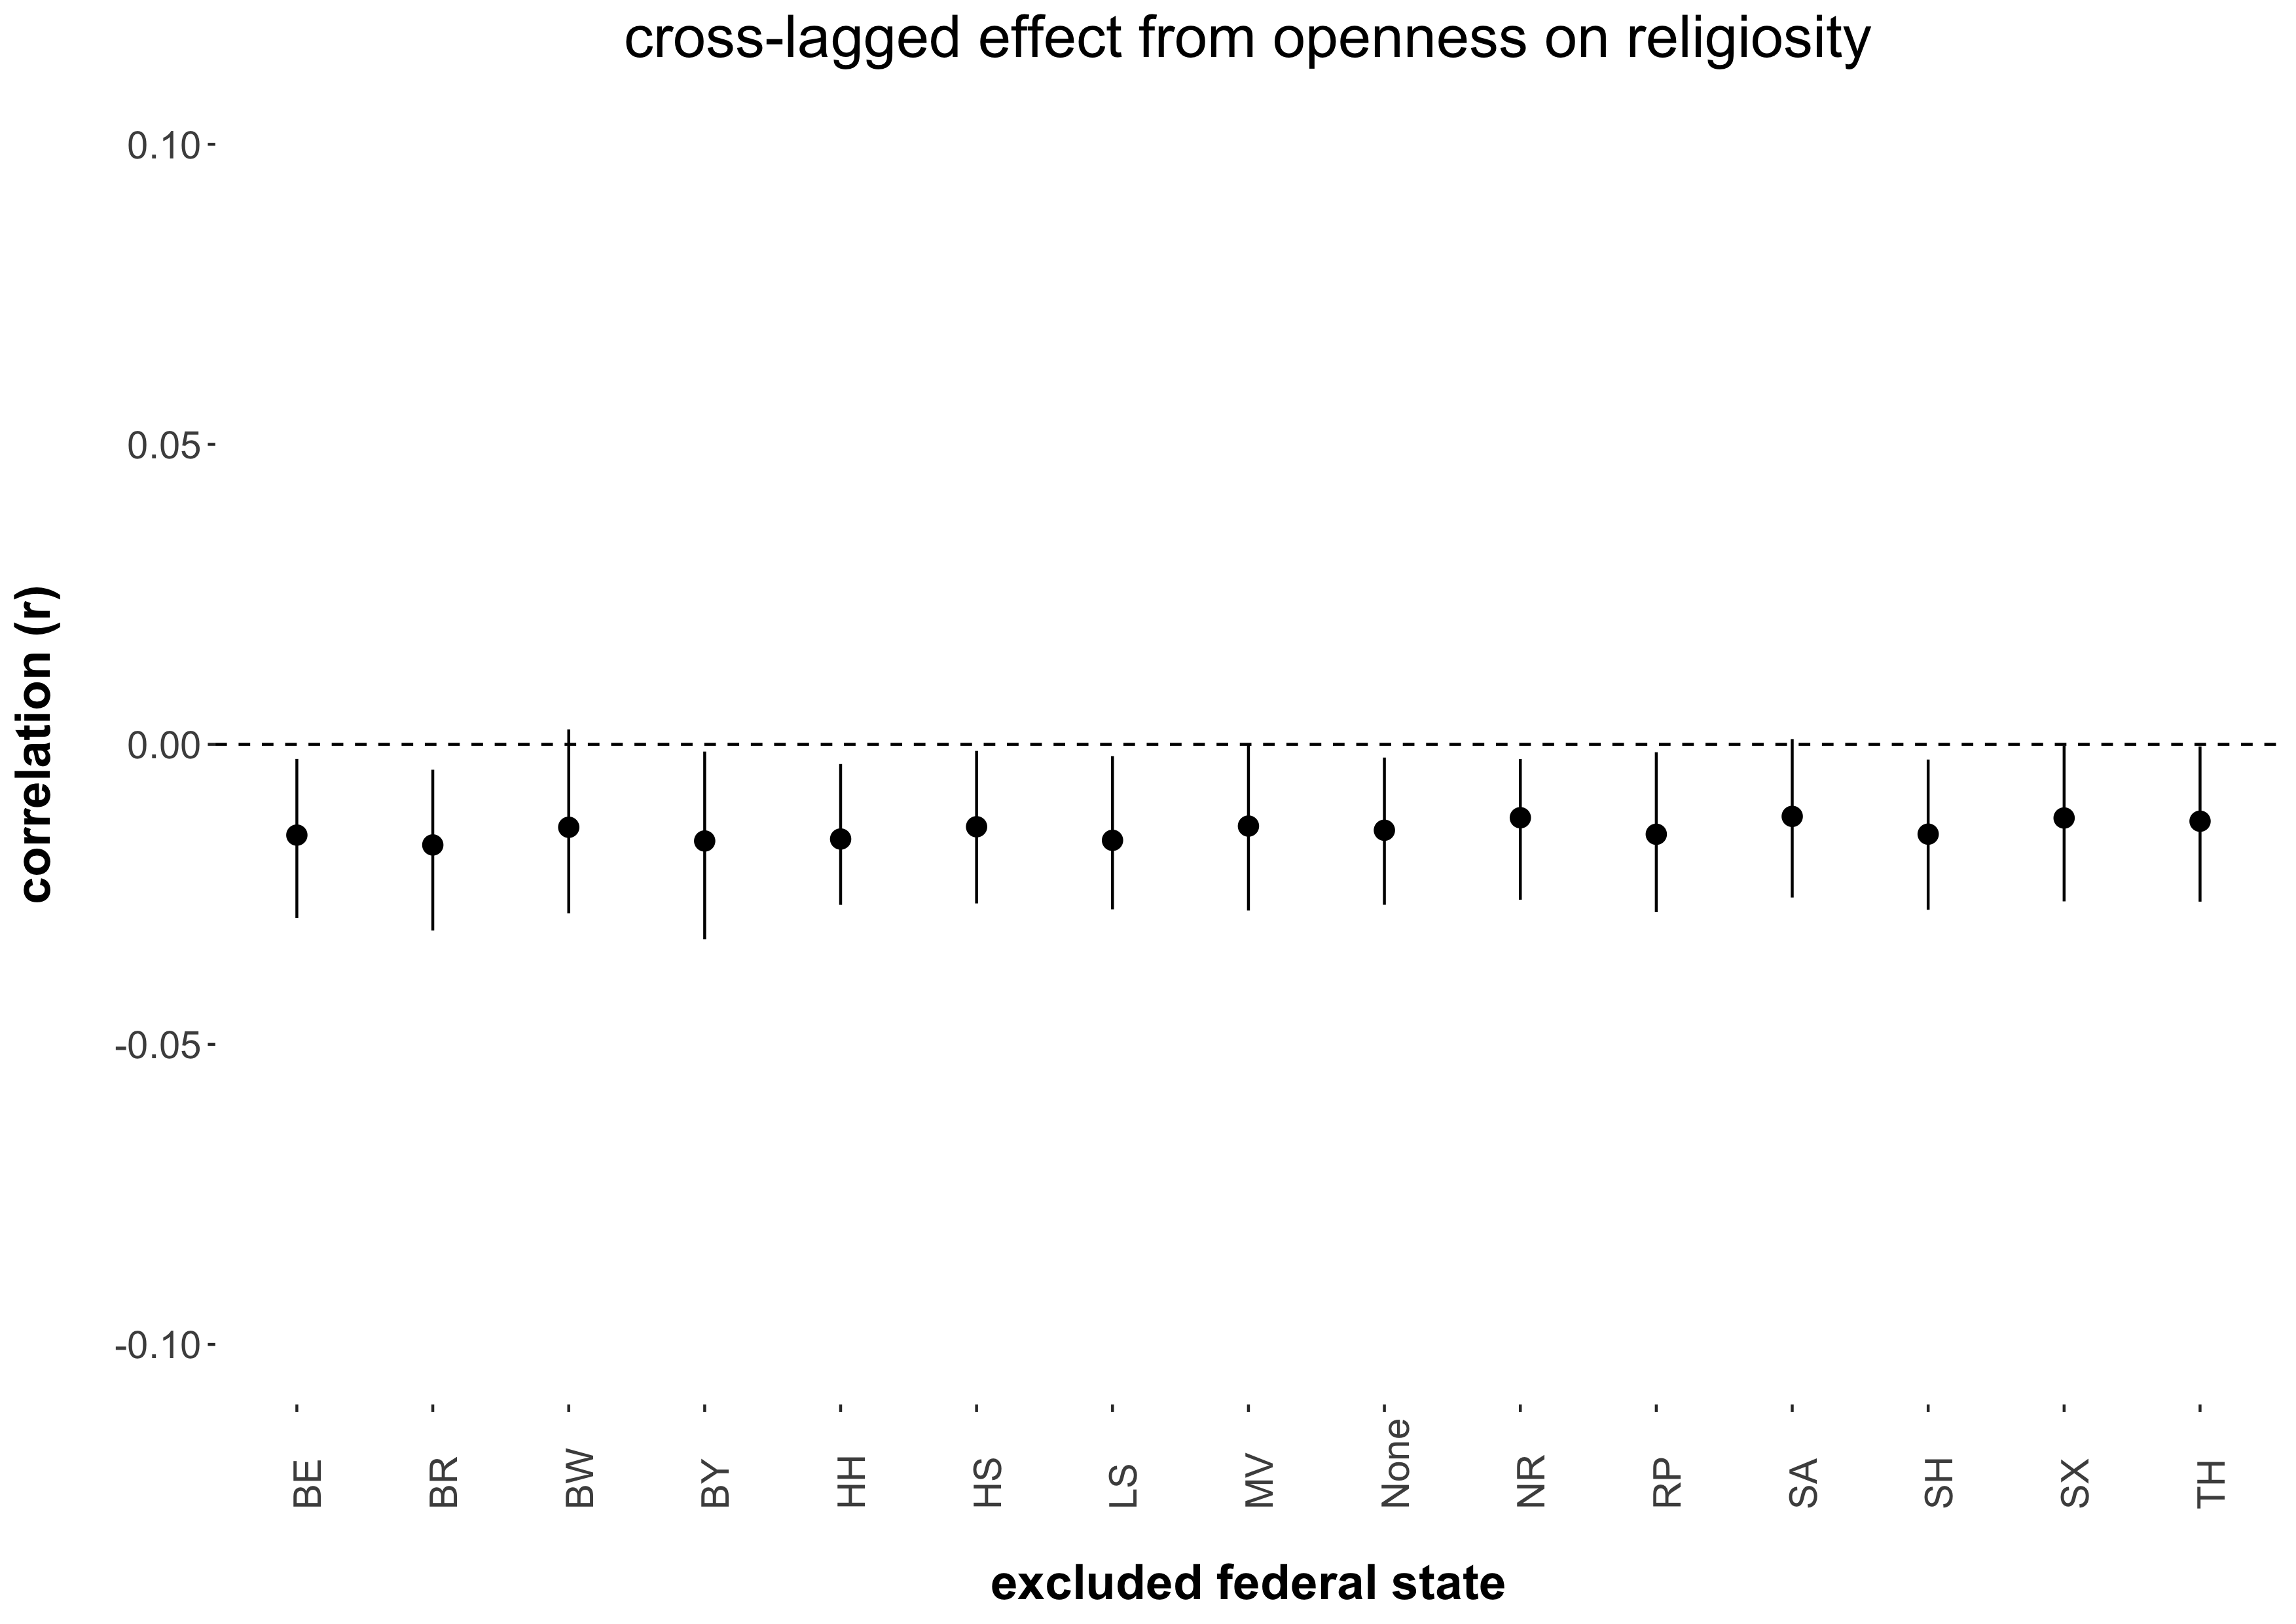 cross-lagged effect from openness on religiosity
correlation (r)
0.10
0.05
0.00
-0.05
-0.10
BE
BR
BW
BY
HH
HS
LS
MV
None
NR
RP
SA
SH
SX
TH
excluded federal state